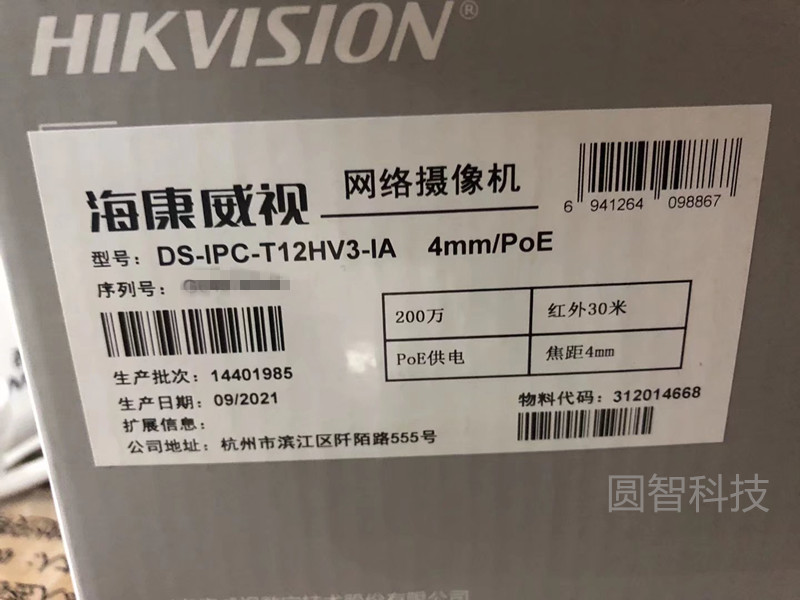 HIKVISION®
海康威视 网络摄像机
6 941264 098867
型号: DS-IPC-T12HV3-IA 4mm/PoE
序列号:
200万 红外30米
PoE供电 焦距4mm
生产批次: 14401985
生产日期: 09/2021
扩展信息:
公司地址: 杭州市滨江区阡陌路555号
物料代码: 312014668
圆智科技